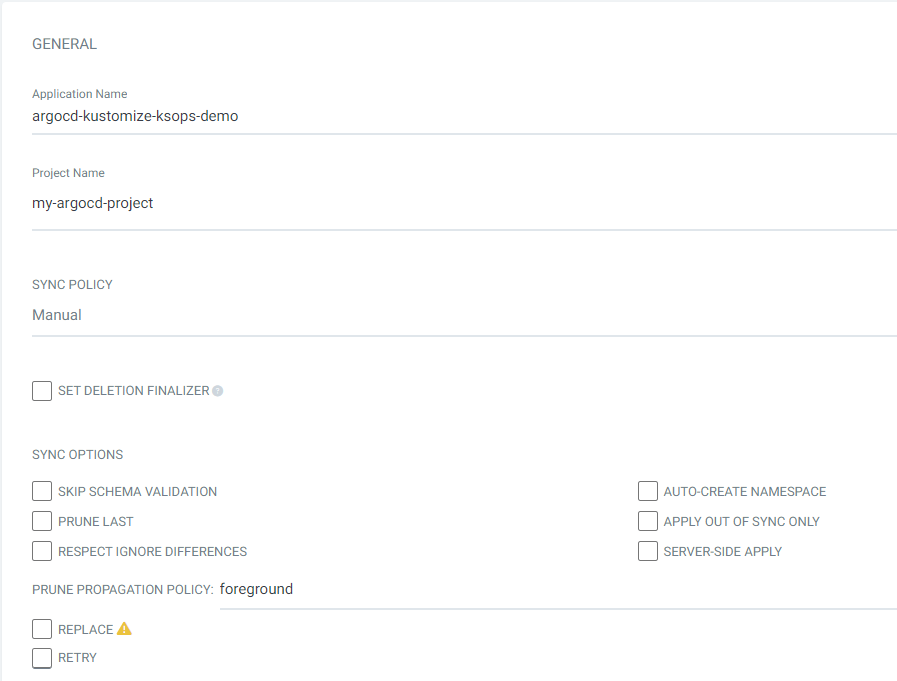 GENERAL
Application Name
argocd-kustomize-ksops-demo
Project Name
my-argocd-project
SYNC POLICY
Manual
SET DELETION FINALIZER ?
SYNC OPTIONS
SKIP SCHEMA VALIDATION
AUTO-CREATE NAMESPACE
PRUNE LAST
APPLY OUT OF SYNC ONLY
RESPECT IGNORE DIFFERENCES
SERVER-SIDE APPLY
PRUNE PROPAGATION POLICY: foreground
REPLACE
RETRY